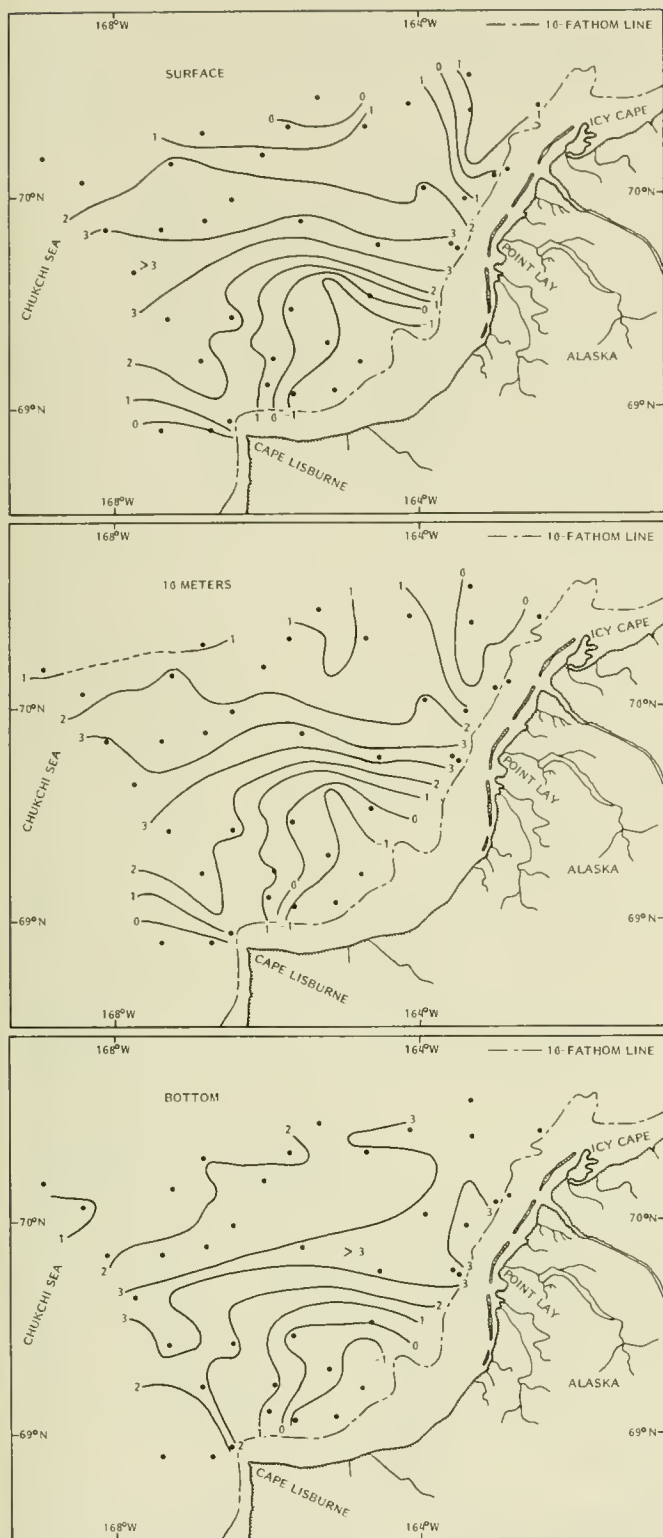 168°W
164°W
10-FATHOM LINE
SURFACE
0
1
0
1
0
1
1
ICY CAPE
70°N
70°N
1
2
2
3
3
CHUKCHI SEA
>3
POINT LAY
3
3
2
1
0
-1
ALASKA
2
1
0
1
0
-1
69°N
69°N
CAPE LISBURNE
168°W
164°W
168°W
164°W
10-FATHOM LINE
10 METERS
1
1
0
1
ICY CAPE
1
70°N
70°N
2
2
3
3
CHUKCHI SEA
POINT LAY
3
3
2
1
0
-1
ALASKA
2
1
0
0
1
-1
69°N
69°N
CAPE LISBURNE
168°W
164°W
168°W
164°W
10-FATHOM LINE
BOTTOM
2
3
ICY CAPE
3
70°N
70°N
1
CHUKCHI SEA
2
>3
3
3
3
POINT LAY
3
2
1
0
-1
ALASKA
2
2
1
0
69°N
69°N
CAPE LISBURNE
168°W
164°W